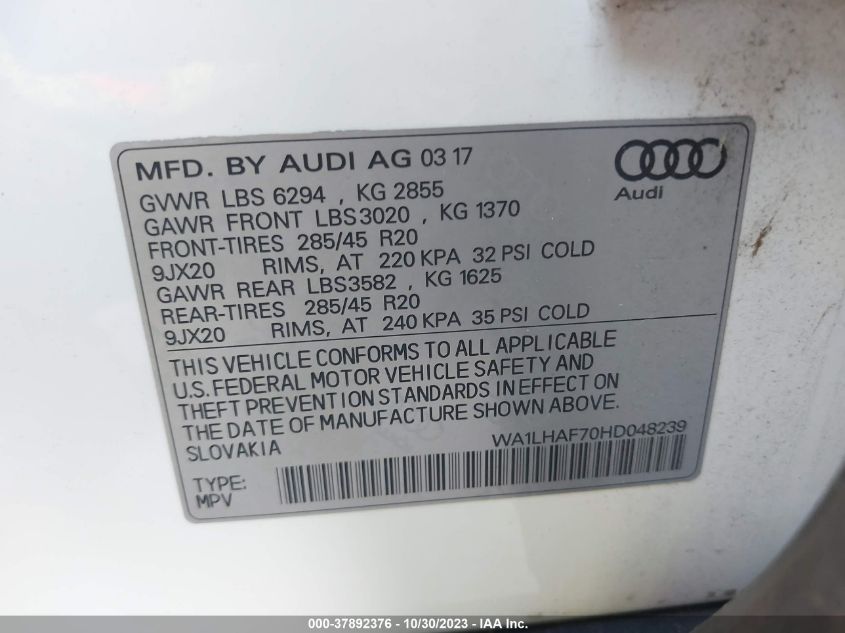 MFD. BY AUDI AG 03 17
Audi
GVWR LBS 6294 , KG 2855
GAWR FRONT LBS3020 , KG 1370
FRONT-TIRES 285/45 R20
9JX20 RIMS, AT 220 KPA 32 PSI COLD
GAWR REAR LBS3582 , KG 1625
REAR-TIRES 285/45 R20
9JX20 RIMS, AT 240 KPA 35 PSI COLD
THIS VEHICLE CONFORMS TO ALL APPLICABLE
U.S. FEDERAL MOTOR VEHICLE SAFETY AND
THEFT PREVENTION STANDARDS IN EFFECT ON
THE DATE OF MANUFACTURE SHOWN ABOVE.
SLOVAKIA WA1LHAF70HD048239
TYPE:
MPV
000-37892376 - 10/30/2023 - IAA Inc.